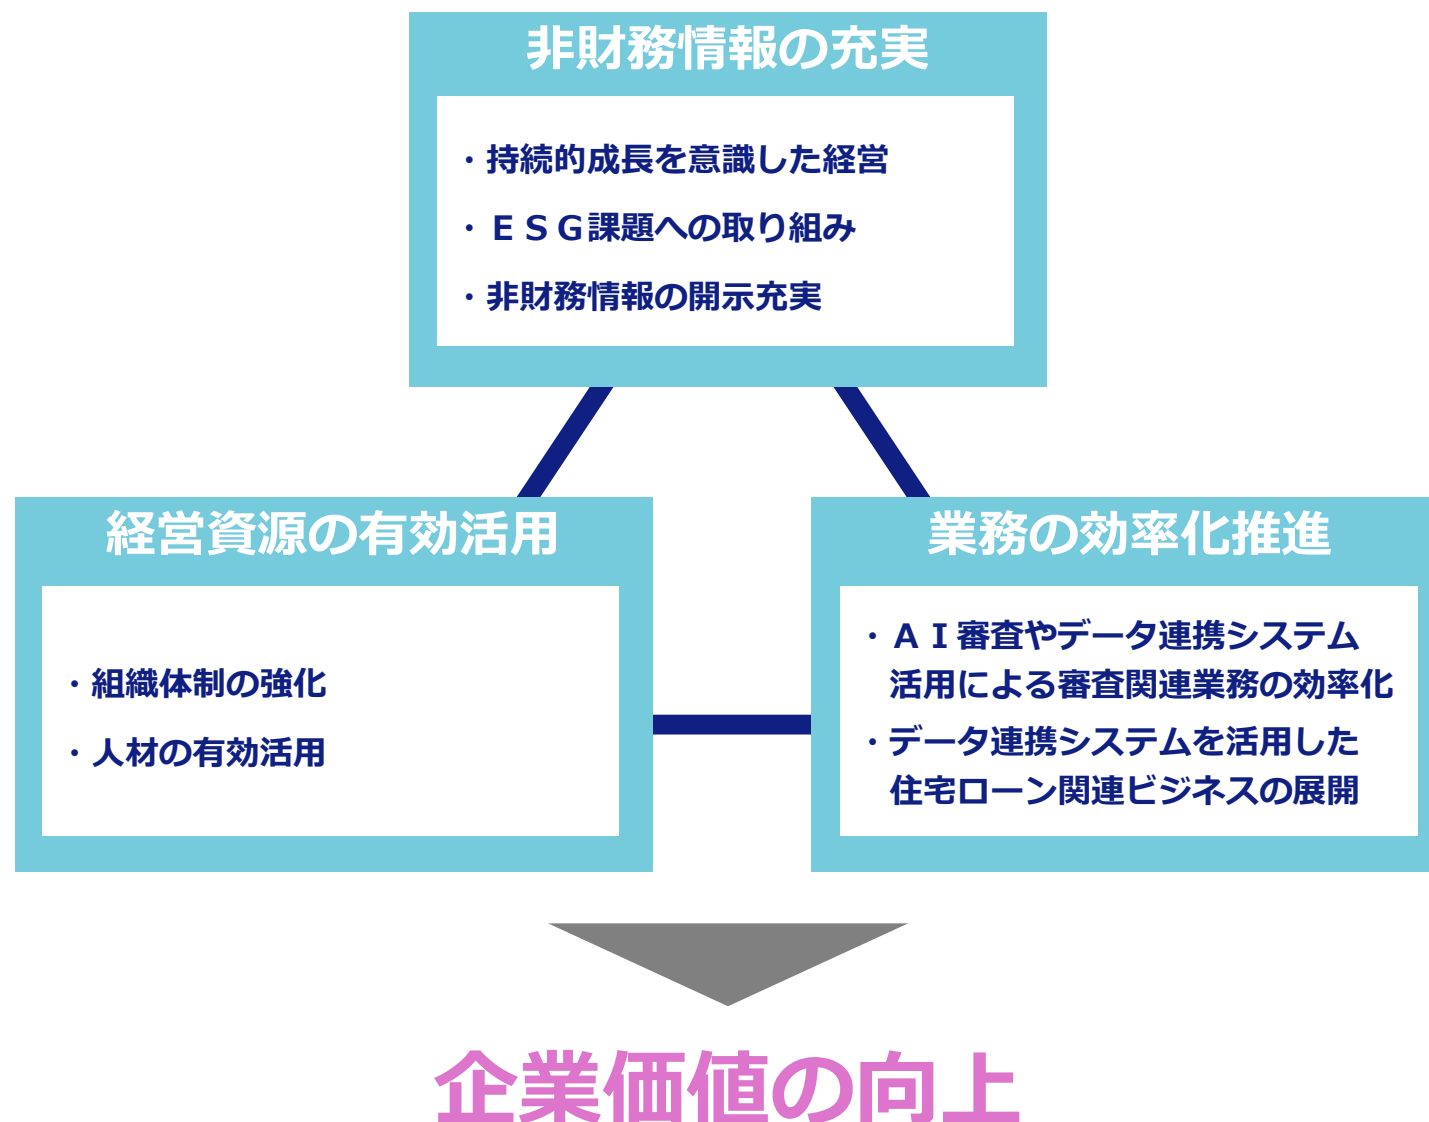 非財務情報の充実
・持続的成長を意識した経営
・ＥＳＧ課題への取り組み
・非財務情報の開示充実
経営資源の有効活用
・組織体制の強化
・人材の有効活用
業務の効率化推進
・ＡＩ審査やデータ連携システム
活用による審査関連業務の効率化
・データ連携システムを活用した
住宅ローン関連ビジネスの展開
企業価値の向上